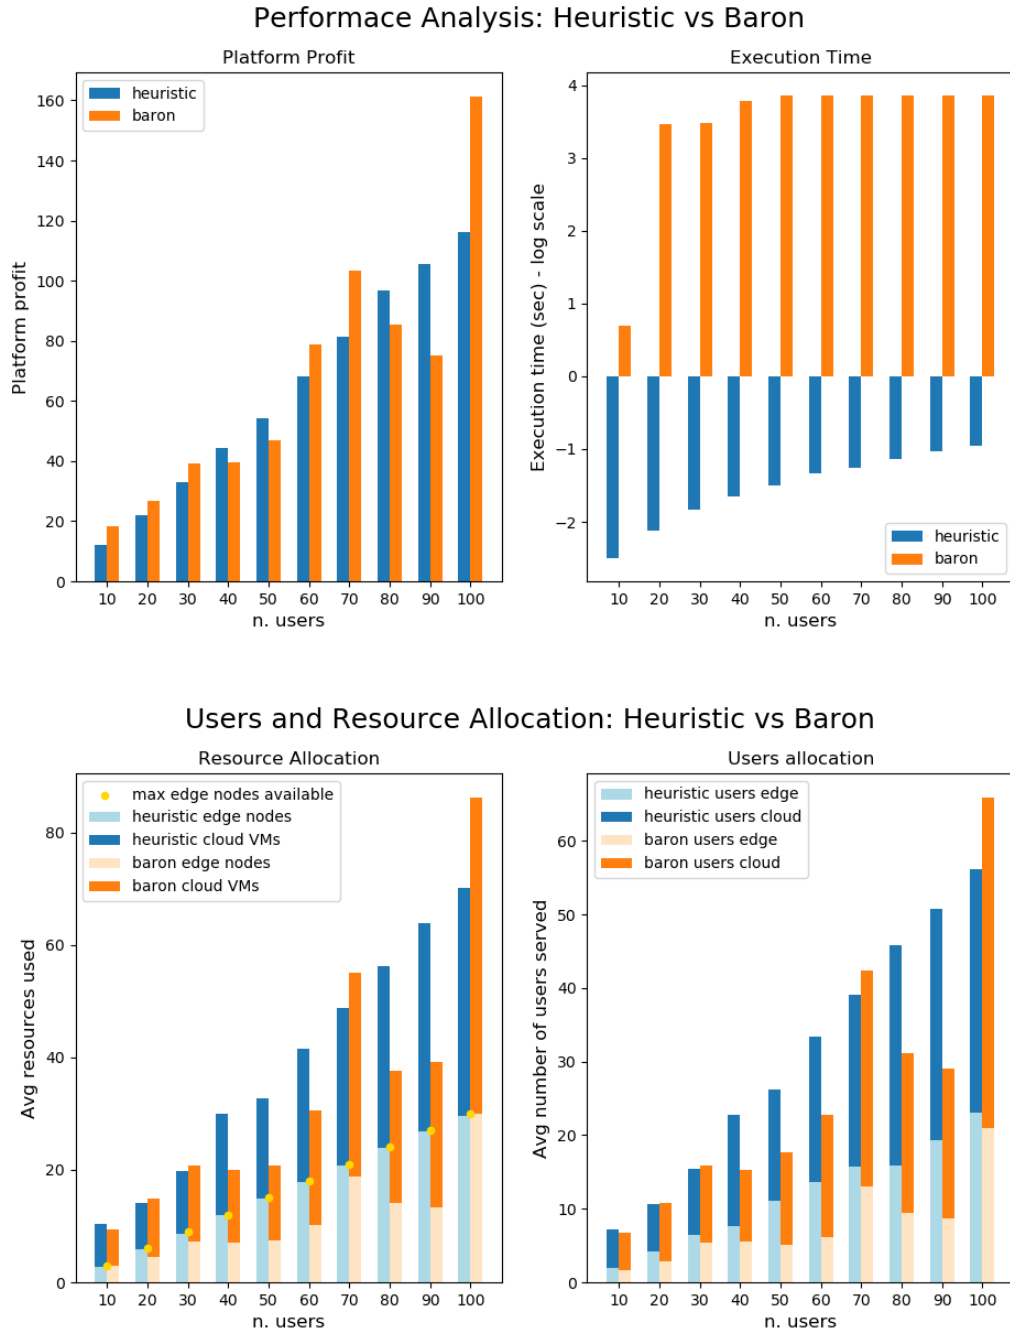 Performace Analysis: Heuristic vs Baron
Platform Profit
heuristic
baron
160
140
120
100
80
60
40
20
0
Platform profit
10 20 30 40 50 60 70 80 90 100
n. users
Execution Time
4
3
2
1
0
−1
−2
Execution time (sec) - log scale
heuristic
baron
10 20 30 40 50 60 70 80 90 100
n. users
Users and Resource Allocation: Heuristic vs Baron
Resource Allocation
max edge nodes available
heuristic edge nodes
heuristic cloud VMs
baron edge nodes
baron cloud VMs
80
60
40
20
0
Avg resources used
10 20 30 40 50 60 70 80 90 100
n. users
Users allocation
heuristic users edge
heuristic users cloud
baron users edge
baron users cloud
60
50
40
30
20
10
0
Avg number of users served
10 20 30 40 50 60 70 80 90 100
n. users